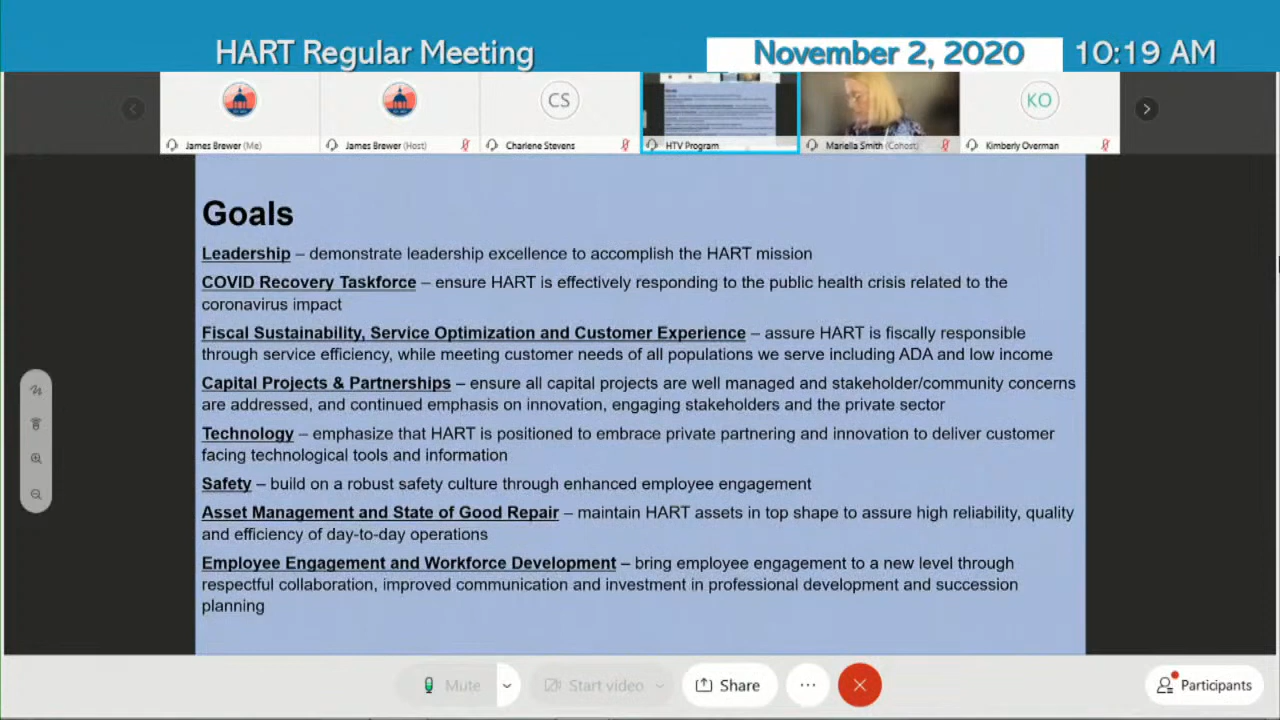 HART Regular Meeting
November 2, 2020
10:19 AM
CS
KO
James Brewer (Me)
James Brewer (Host)
Charlene Stevens
HTV Program
Mariella Smith (Cohost)
Kimberly Overman
Goals
Leadership – demonstrate leadership excellence to accomplish the HART mission
COVID Recovery Taskforce – ensure HART is effectively responding to the public health crisis related to the
coronavirus impact
Fiscal Sustainability, Service Optimization and Customer Experience – assure HART is fiscally responsible
through service efficiency, while meeting customer needs of all populations we serve including ADA and low income
Capital Projects & Partnerships – ensure all capital projects are well managed and stakeholder/community concerns
are addressed, and continued emphasis on innovation, engaging stakeholders and the private sector
Technology – emphasize that HART is positioned to embrace private partnering and innovation to deliver customer
facing technological tools and information
Safety – build on a robust safety culture through enhanced employee engagement
Asset Management and State of Good Repair – maintain HART assets in top shape to assure high reliability, quality
and efficiency of day-to-day operations
Employee Engagement and Workforce Development – bring employee engagement to a new level through
respectful collaboration, improved communication and investment in professional development and succession
planning
Mute
Start video
Share
Participants